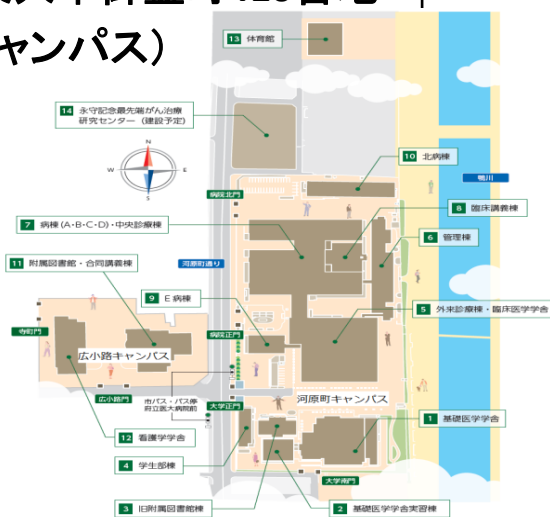 ャンパス）
13 体育館
14 永守記念最先端がん治療
研究センター（建設予定）
N
W E
S
10 北病棟
病院北門
鴨川
8 臨床講義棟
7 病棟(A・B・C・D)・中央診療棟
6 管理棟
11 附属図書館・合同講義棟
河原町通り
9 E病棟
5 外来診療棟・臨床医学学舎
寺町門
病院正門
広小路キャンパス
市バス・バス停
府立医大病院前
河原町キャンパス
広小路門
大学正門
1 基礎医学学舎
12 看護学学舎
4 学生部棟
大学南門
3 旧附属図書館棟
2 基礎医学学舎実習棟